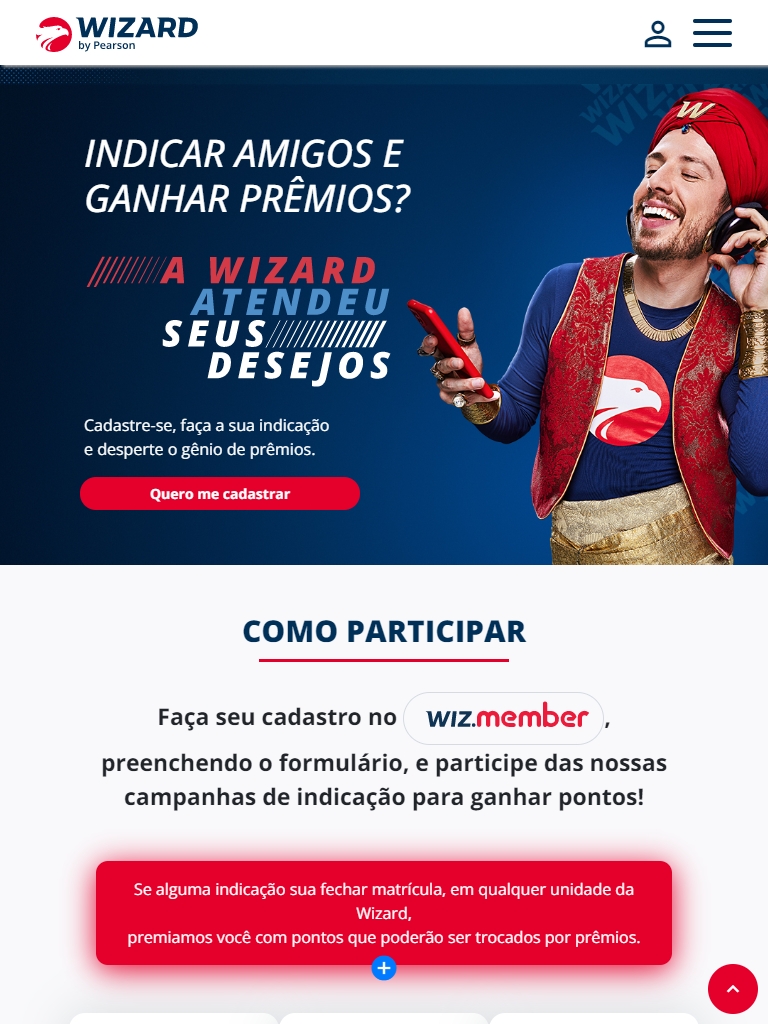 WIZARD
by Pearson
WIZARD
WIZARD
INDICAR AMIGOS E
GANHAR PRÊMIOS?
A WIZARD
ATENDEU
SEUS
DESEJOS
W
Cadastre-se, faça a sua indicação
e desperte o gênio de prêmios.
Quero me cadastrar
COMO PARTICIPAR
Faça seu cadastro no wiz.member,
preenchendo o formulário, e participe das nossas
campanhas de indicação para ganhar pontos!
Se alguma indicação sua fechar matrícula, em qualquer unidade da
Wizard,
premiamos você com pontos que poderão ser trocados por prêmios.